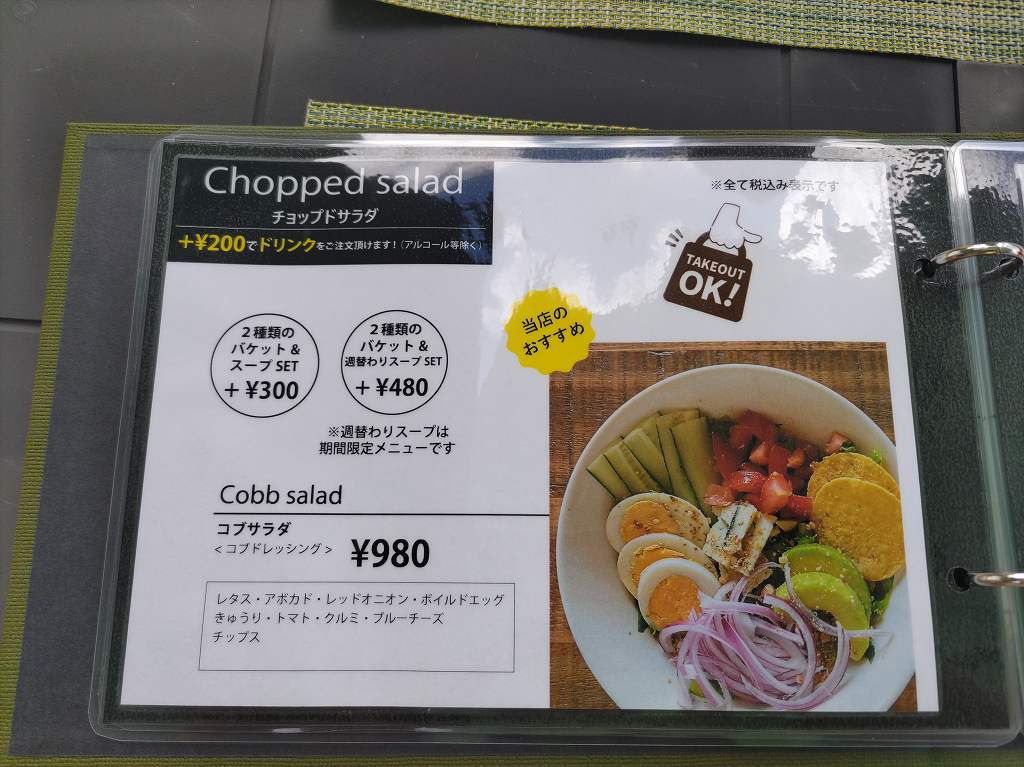 Chopped salad
チョップドサラダ
+¥200でドリンクをご注文頂けます！（アルコール等除く）
※全て税込み表示です
TAKEOUT
OK!
当店の
おすすめ
２種類の
バケット &
スープ SET
+ ¥300
２種類の
バケット &
週替わりスープ SET
+ ¥480
※週替わりスープは
期間限定メニューです
Cobb salad
コブサラダ
< コブドレッシング >
¥980
レタス・アボカド・レッドオニオン・ボイルドエッグ
きゅうり・トマト・クルミ・ブルーチーズ
チップス